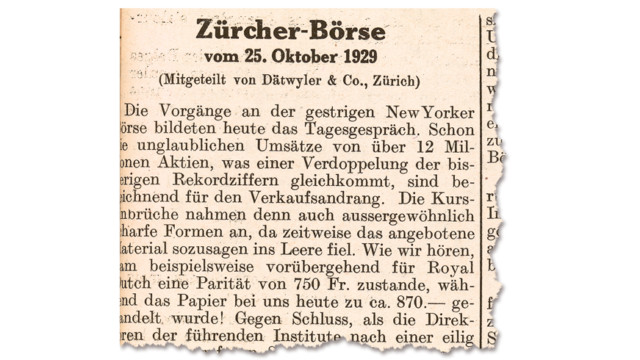 Zürcher-Börse
vom 25. Oktober 1929
(Mitgeteilt von Dätwyler & Co., Zürich)
Die Vorgänge an der gestrigen New Yorker
örse bildeten heute das Tagesgespräch. Schon
ie unglaublichen Umsätze von über 12 Mil-
onen Aktien, was einer Verdoppelung der bis-
erigen Rekordziffern gleichkommt, sind be-
eichnend für den Verkaufsandrang. Die Kurs-
nbrüche nahmen denn auch aussergewöhnlich
harfe Formen an, da zeitweise das angebotene
aterial sozusagen ins Leere fiel. Wie wir hören,
am beispielsweise vorübergehend für Royal
utch eine Parität von 750 Fr. zustande, wäh-
nd das Papier bei uns heute zu ca. 870.— ge-
andelt wurde! Gegen Schluss, als die Direk-
ren der führenden Institute nach einer eilig